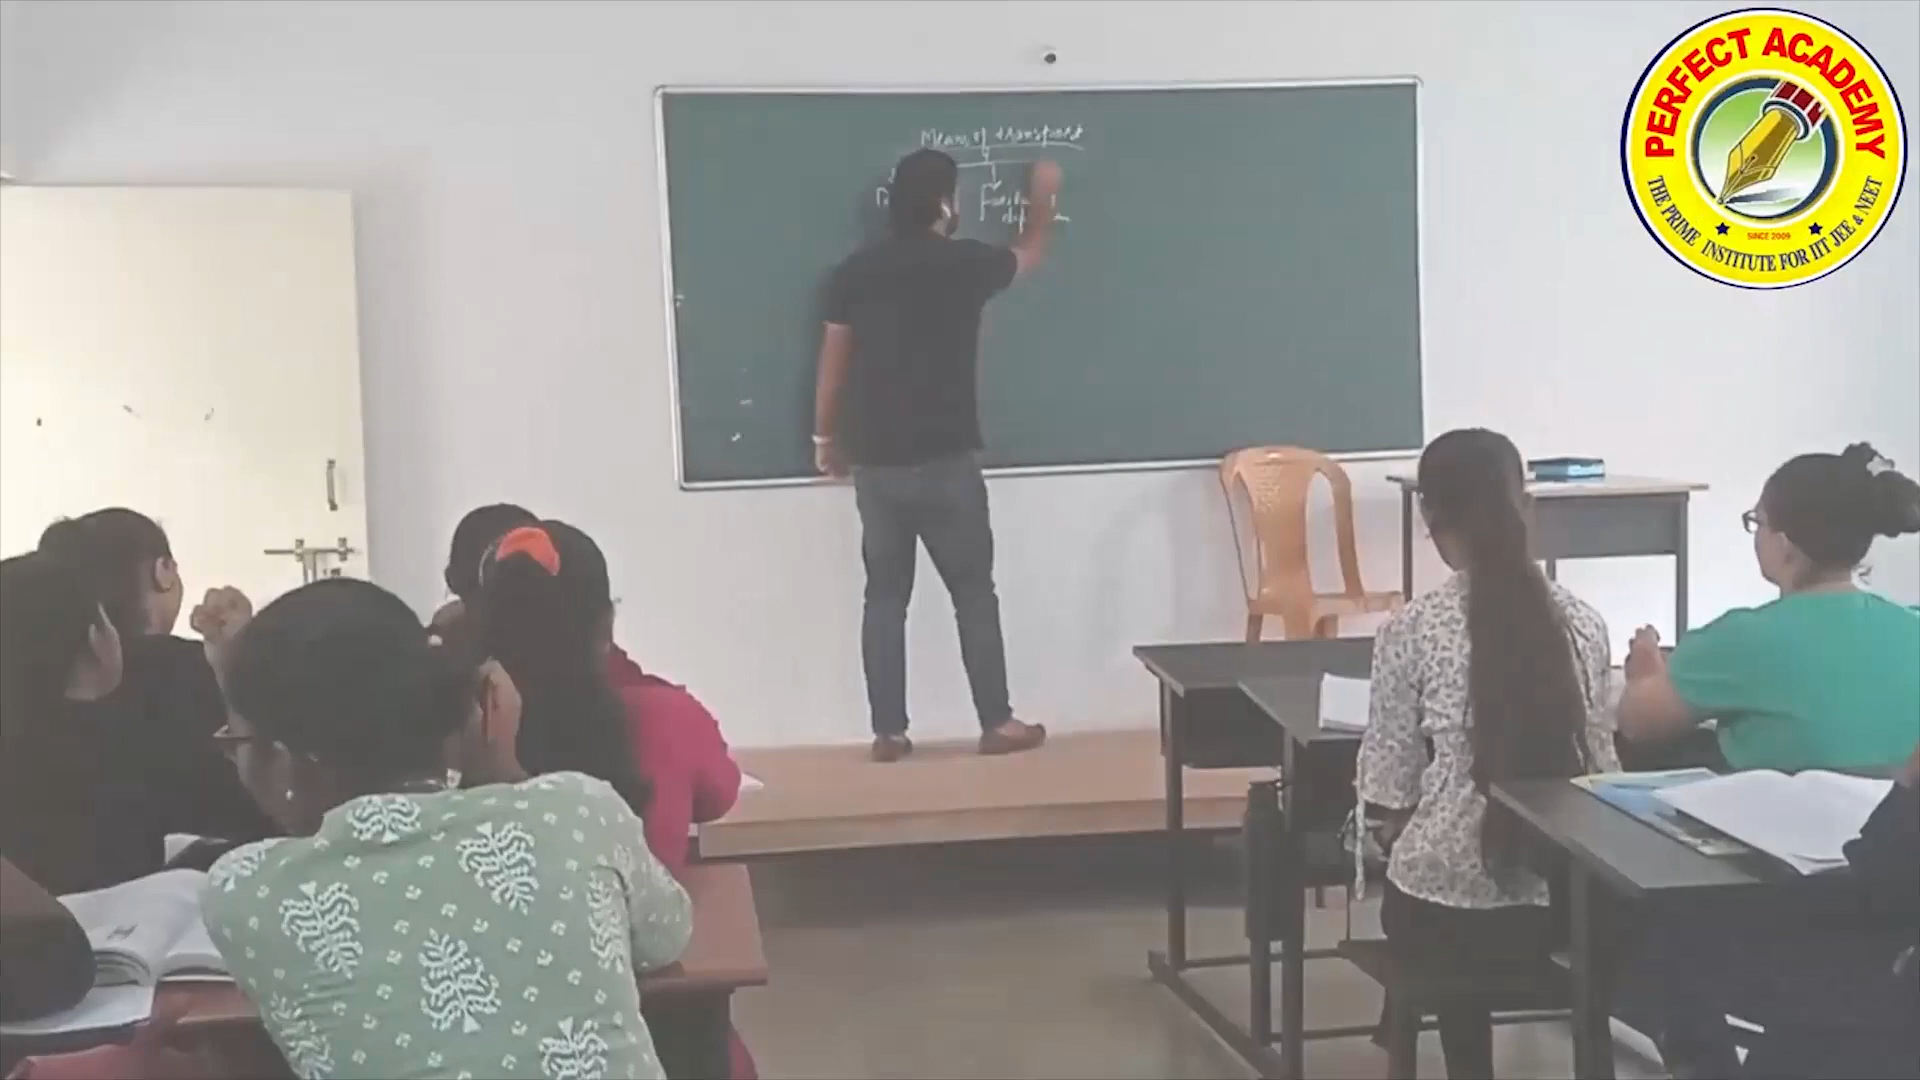 Means of transport
PERFECT ACADEMY
SINCE 2009
THE PRIME INSTITUTE FOR IIT JEE & NEET